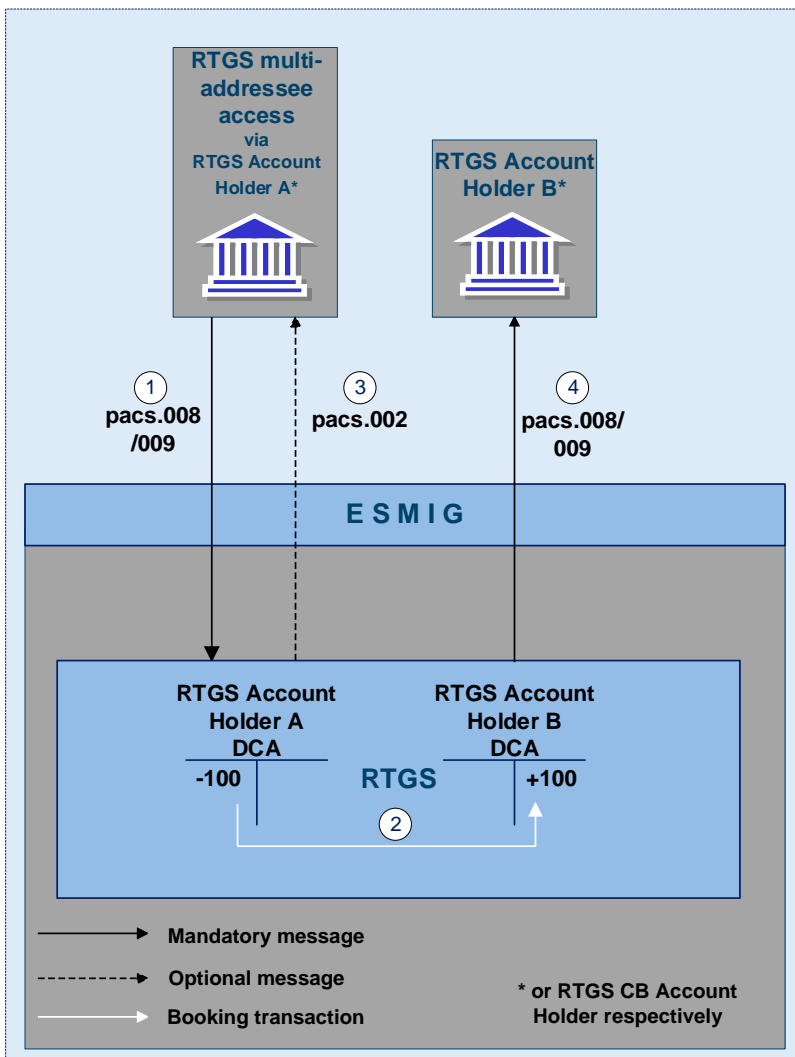 RTGS multi-
addressee
access
via
RTGS Account
Holder A*
RTGS Account
Holder B*
1
pacs.008
/009
3
pacs.002
4
pacs.008/
009
ESMIG
RTGS Account
Holder A
DCA
-100
RTGS Account
Holder B
DCA
+100
RTGS
2
Mandatory message
Optional message
Booking transaction
* or RTGS CB Account
Holder respectively